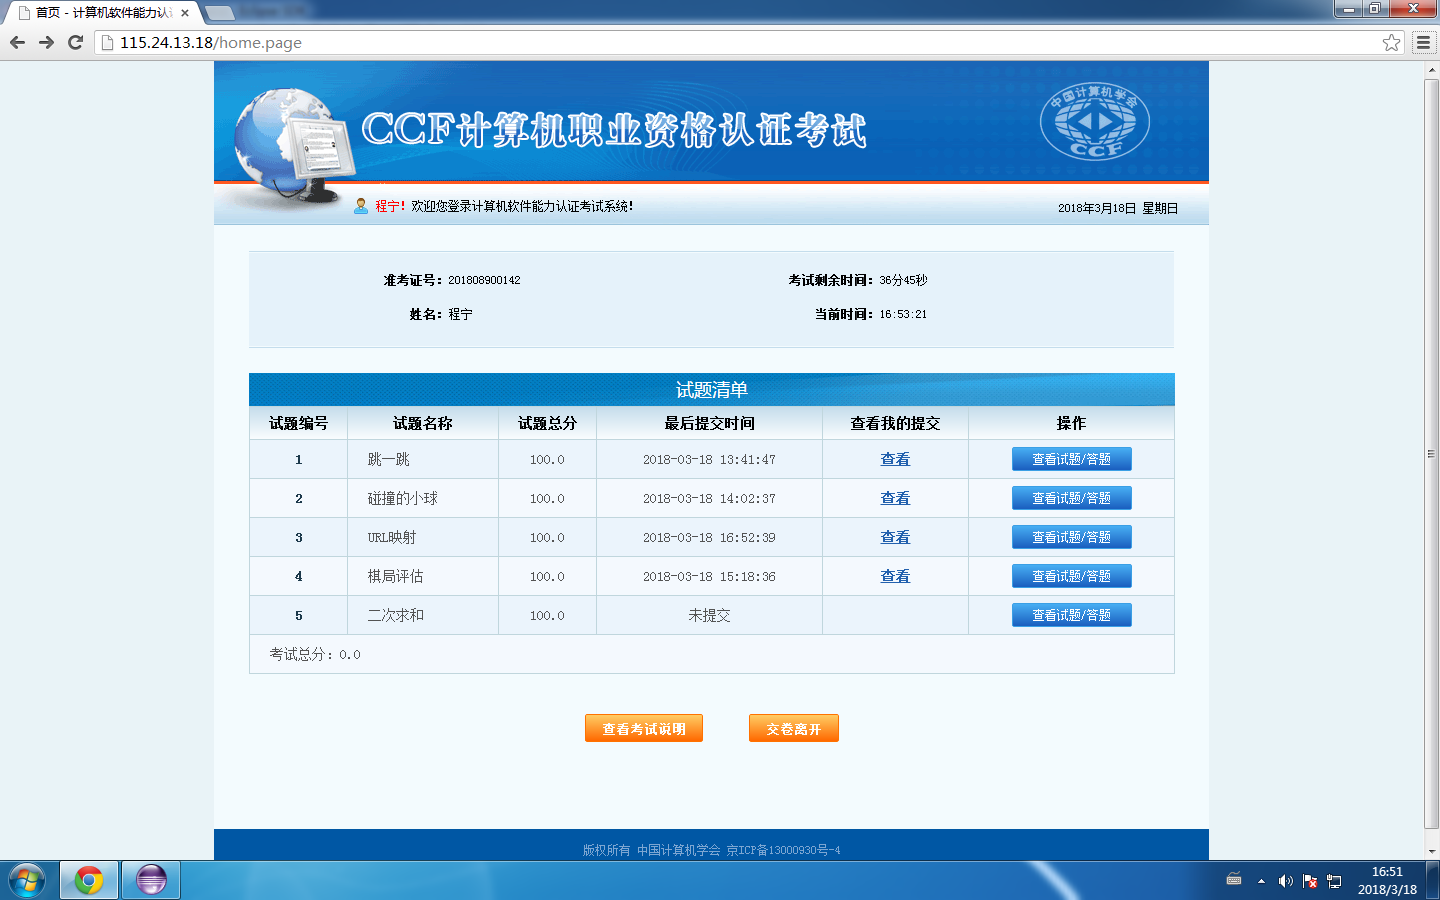 首页 - 计算机软件能力认
115.24.13.18/home.page
CCF计算机职业资格认证考试
中国计算机学会
CCF
程宁! 欢迎您登录计算机软件能力认证考试系统!
2018年3月18日 星期日
准考证号: 201808900142
考试剩余时间: 36分45秒
姓名: 程宁
当前时间: 16:53:21
试题清单
试题编号 试题名称 试题总分 最后提交时间 查看我的提交 操作
1 跳一跳 100.0 2018-03-18 13:41:47 查看 查看试题/答题
2 碰撞的小球 100.0 2018-03-18 14:02:37 查看 查看试题/答题
3 URL映射 100.0 2018-03-18 16:52:39 查看 查看试题/答题
4 棋局评估 100.0 2018-03-18 15:18:36 查看 查看试题/答题
5 二次求和 100.0 未提交 查看试题/答题
考试总分: 0.0
查看考试说明 交卷离开
版权所有 中国计算机学会 京ICP备13000930号-4
16:51
2018/3/18